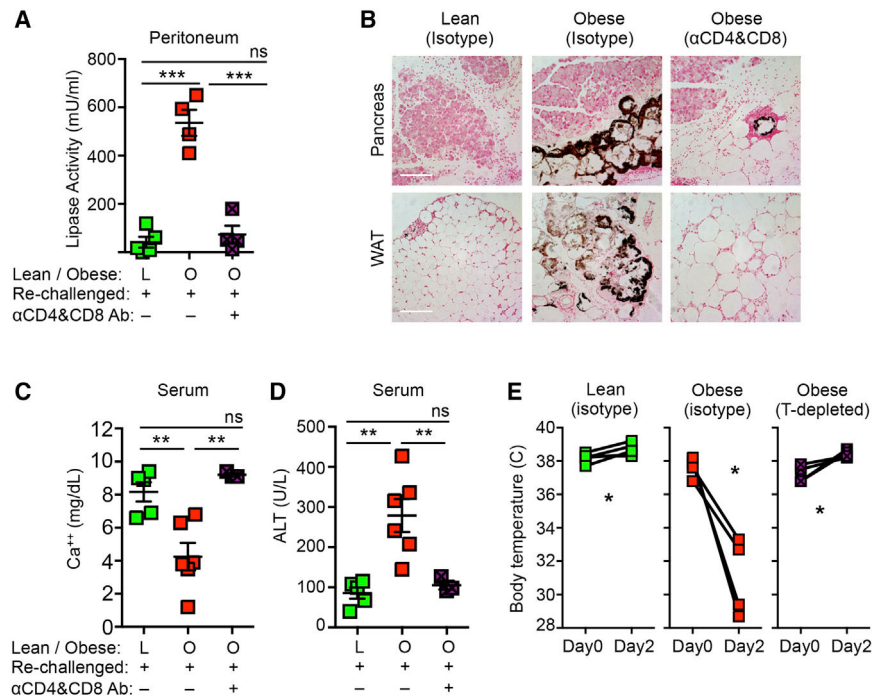 A
Peritoneum
ns
*** ***
Lipase Activity (mU/ml)
800
600
400
200
Lean / Obese: L O O
Re-challenged: + + +
αCD4&CD8 Ab: – – +
B
Lean
(Isotype)
Obese
(Isotype)
Obese
(αCD4&CD8)
Pancreas
WAT
C
Serum
ns
** **
Ca++ (mg/dL)
12
10
8
6
4
2
0
Lean / Obese: L O O
Re-challenged: + + +
αCD4&CD8 Ab: – – +
D
Serum
ns
** **
ALT (U/L)
500
400
300
200
100
0
L O O
+ + +
– – +
E
Lean
(isotype)
Obese
(isotype)
Obese
(T-depleted)
Body temperature (C)
40
38
36
34
32
30
28
*
*
*
Day0 Day2
Day0 Day2
Day0 Day2